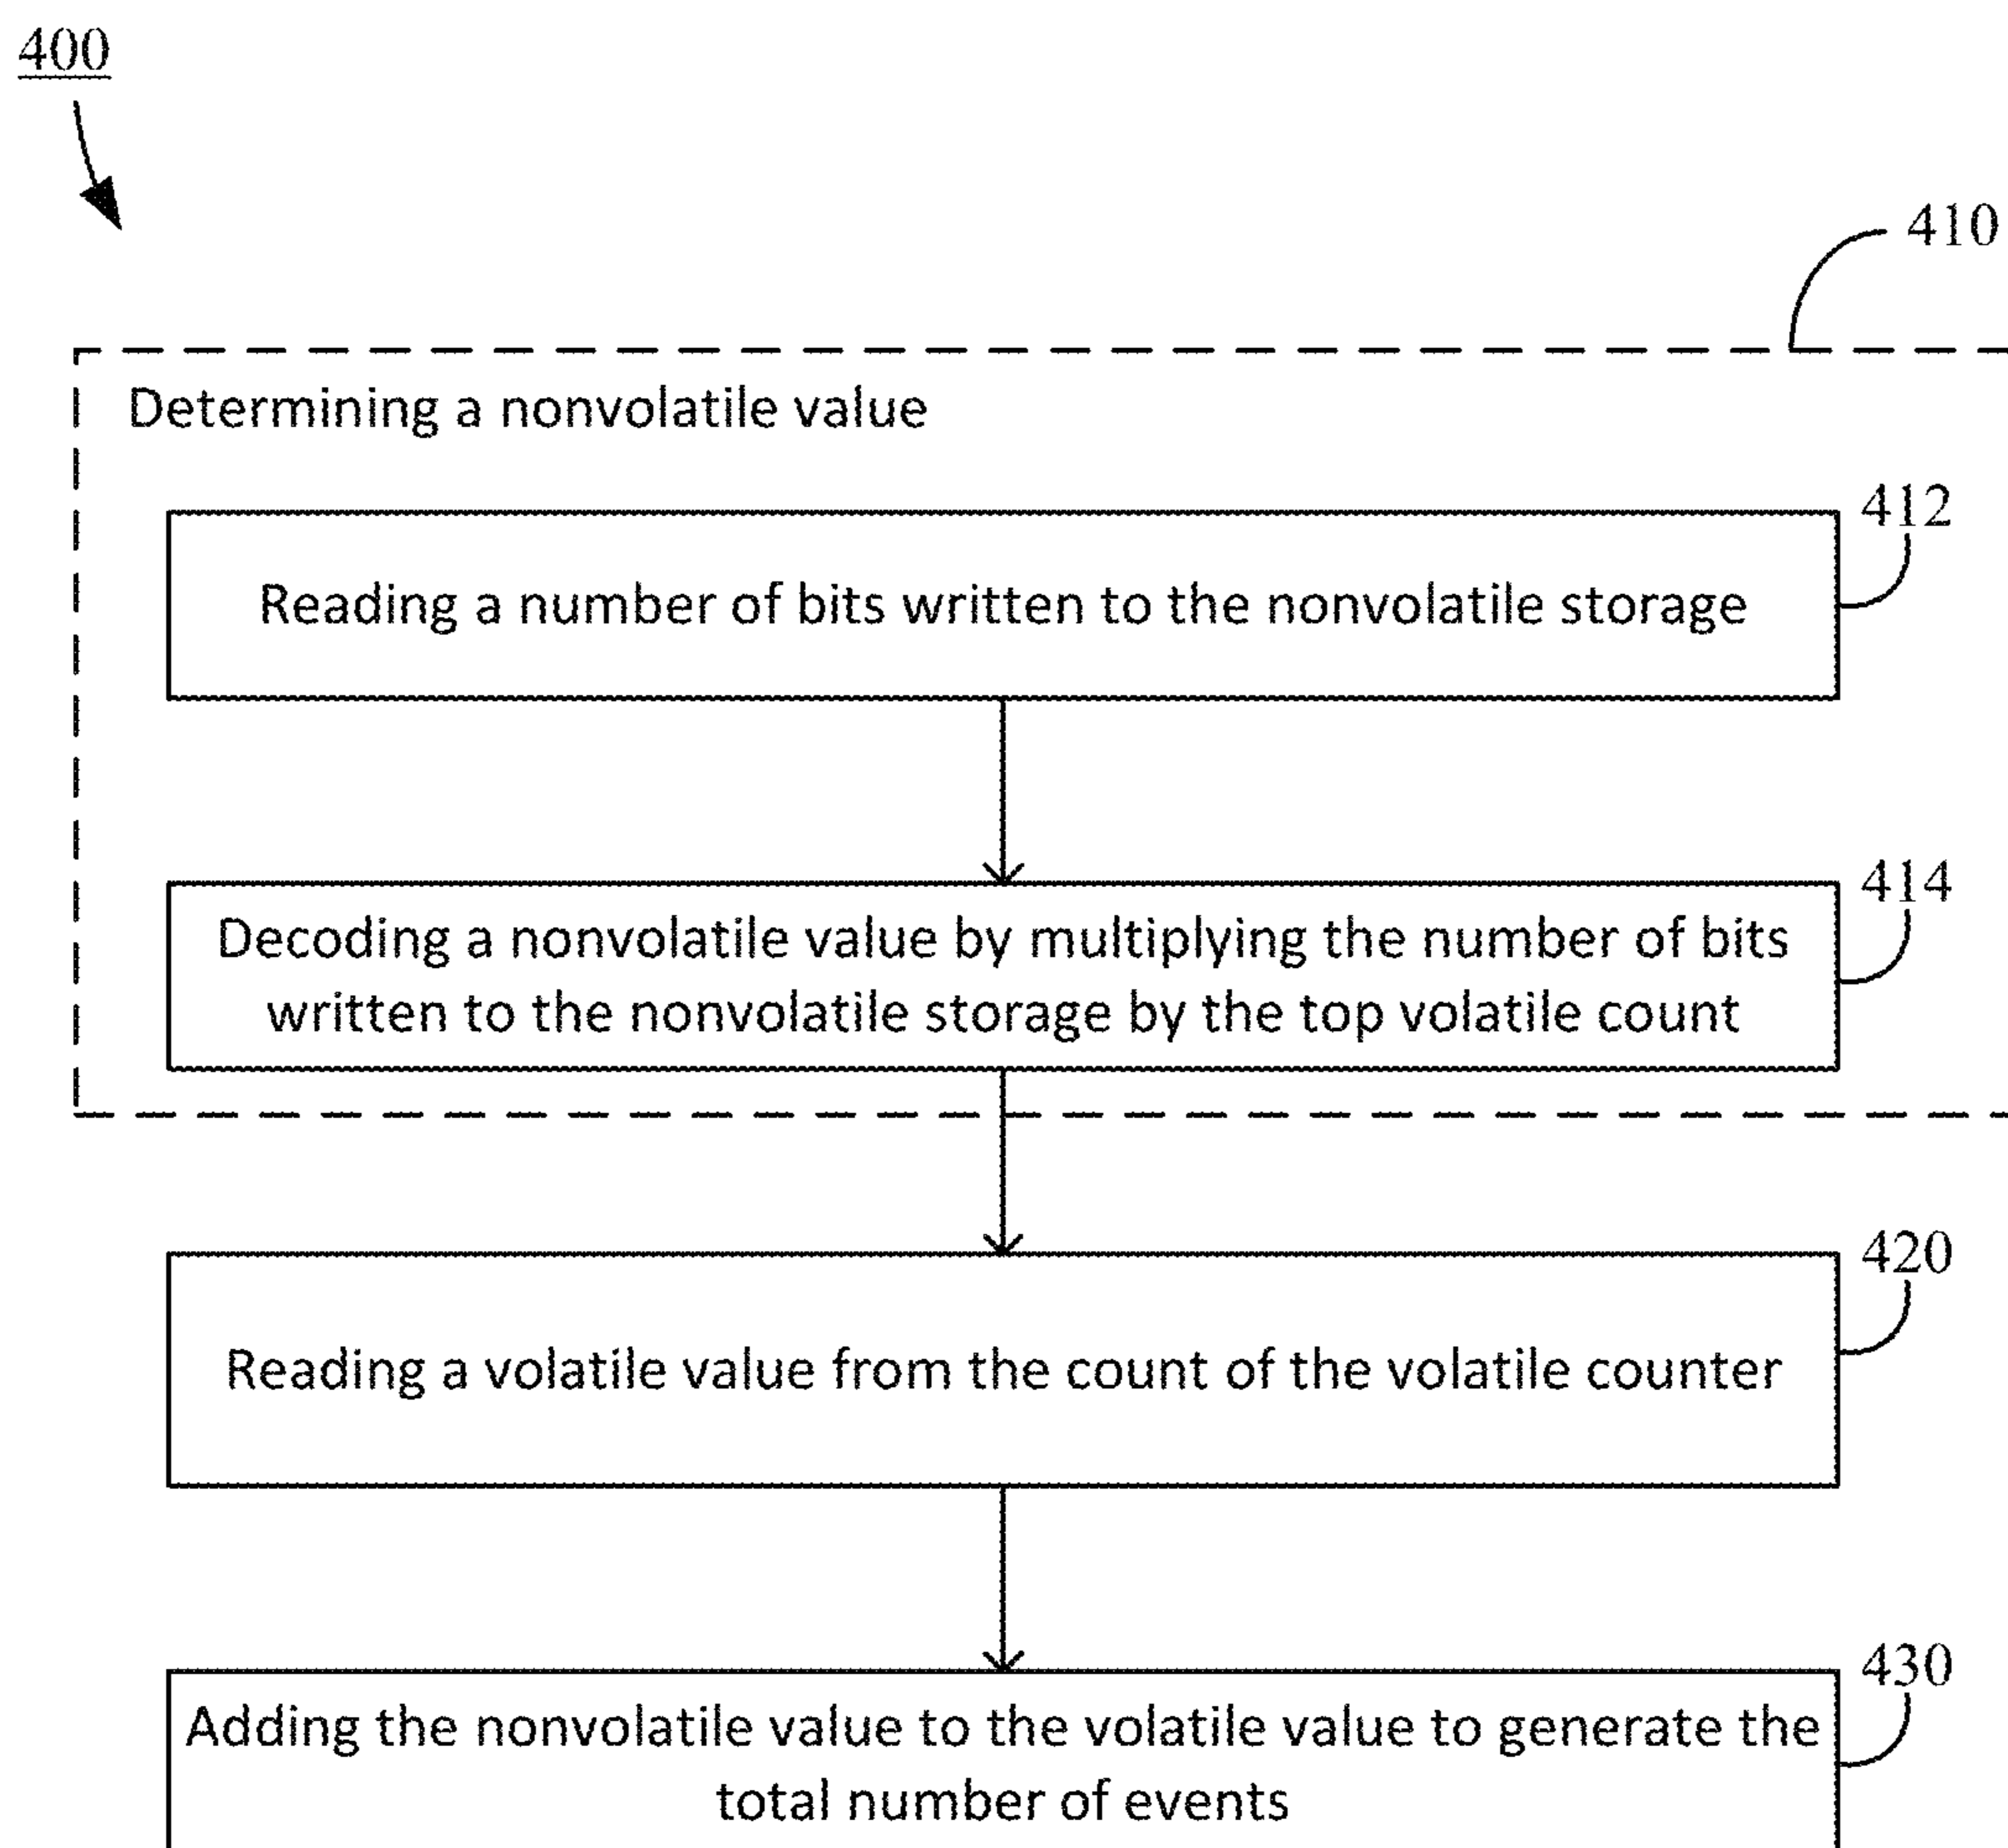 400
410
Determining a nonvolatile value
412
Reading a number of bits written to the nonvolatile storage
414
Decoding a nonvolatile value by multiplying the number of bits
written to the nonvolatile storage by the top volatile count
420
Reading a volatile value from the count of the volatile counter
430
Adding the nonvolatile value to the volatile value to generate the
total number of events